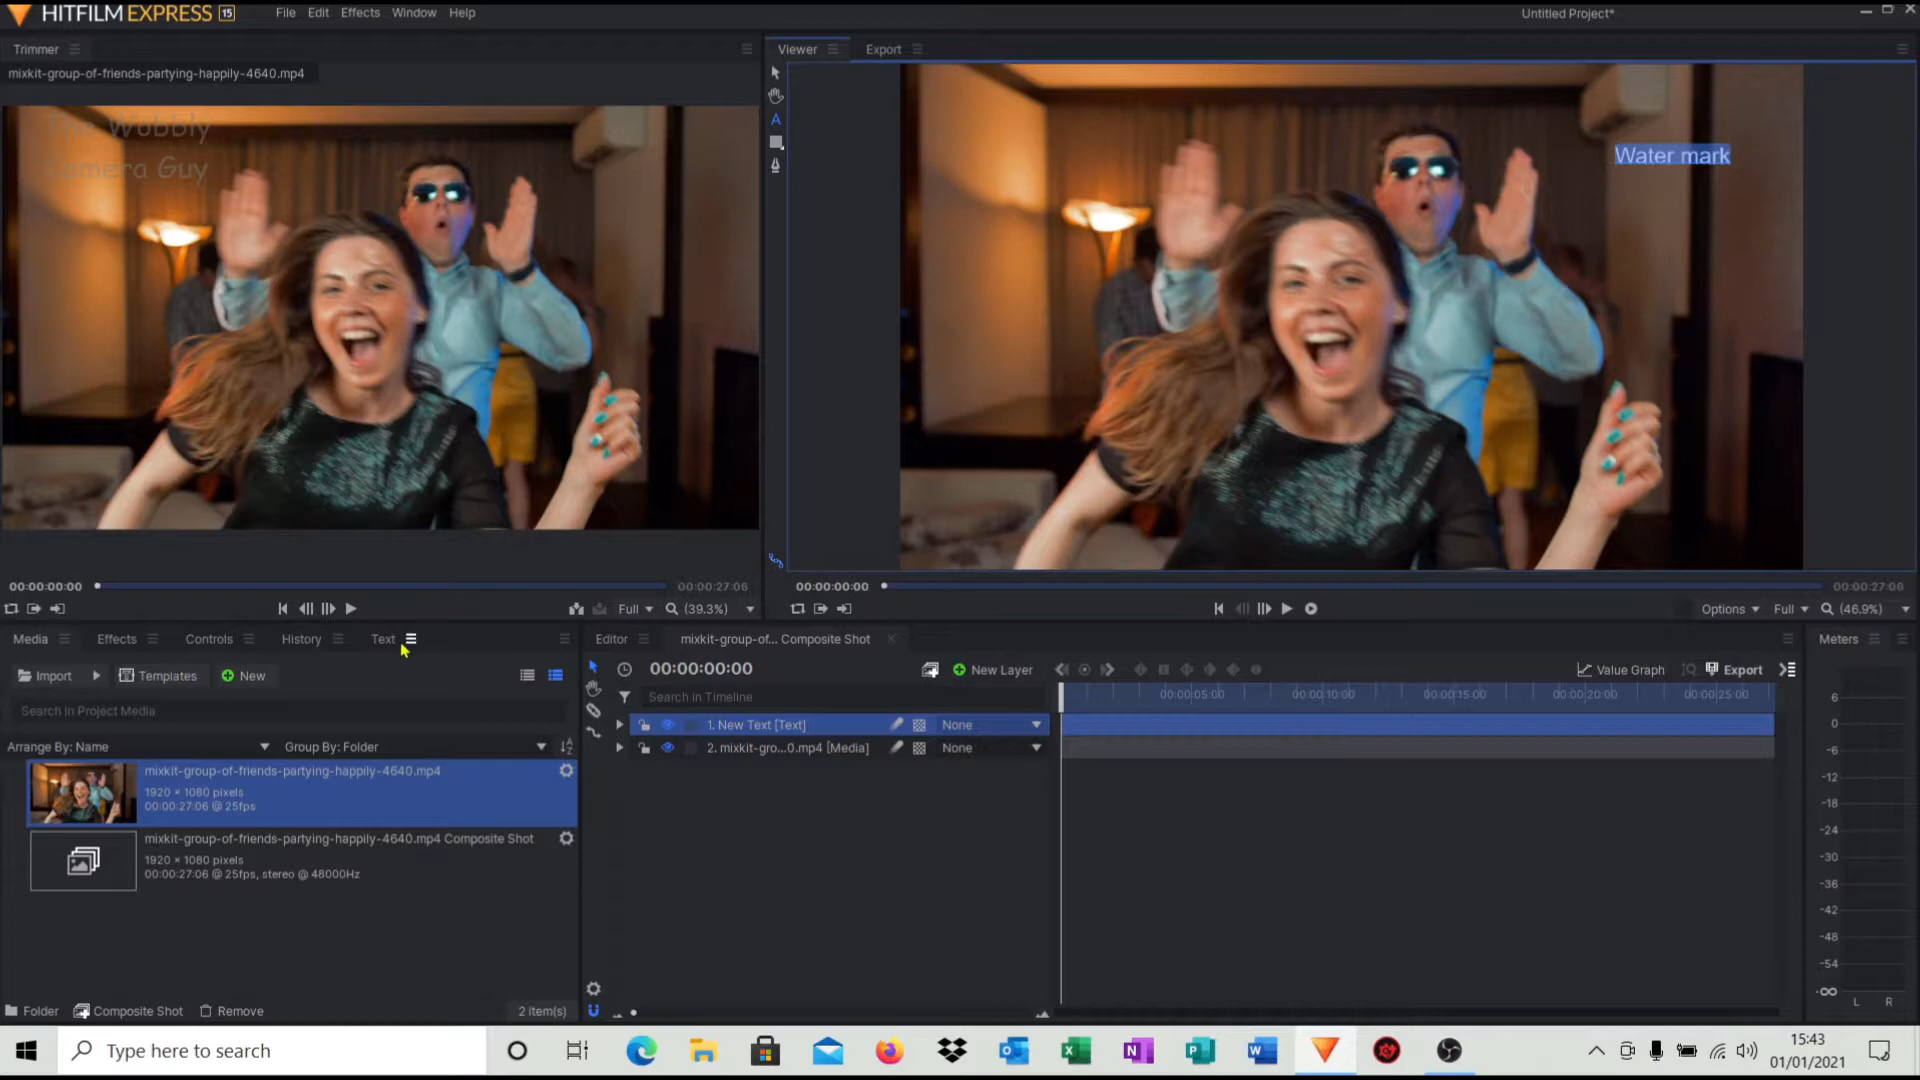 HITFILM EXPRESS 15
File Edit Effects Window Help
Untitled Project*
Trimmer
mixkit-group-of-friends-partying-happily-4640.mp4
The Wobbly
Camera Guy
Viewer Export
Water mark
00:00:00:00 00:00:27:06
Full (39.3%)
00:00:00:00 00:00:27:06
Options Full (46.9%)
Media Effects Controls History Text
Import Templates New
Search in Project Media
Arrange By: Name Group By: Folder
mixkit-group-of-friends-partying-happily-4640.mp4
1920 × 1080 pixels
00:00:27:06 @ 25fps
mixkit-group-of-friends-partying-happily-4640.mp4 Composite Shot
1920 × 1080 pixels
00:00:27:06 @ 25fps, stereo @ 48000Hz
Folder Composite Shot Remove 2 item(s)
Editor mixkit-group-of... Composite Shot
00:00:00:00 New Layer Value Graph Export
Search in Timeline
00:00:05:00 00:00:10:00 00:00:15:00 00:00:20:00 00:00:25:00
1. New Text [Text] None
2. mixkit-gro...0.mp4 [Media] None
Meters
6
0
-6
-12
-18
-24
-30
-36
-42
-48
-54
-∞
L R
Type here to search
15:43
01/01/2021